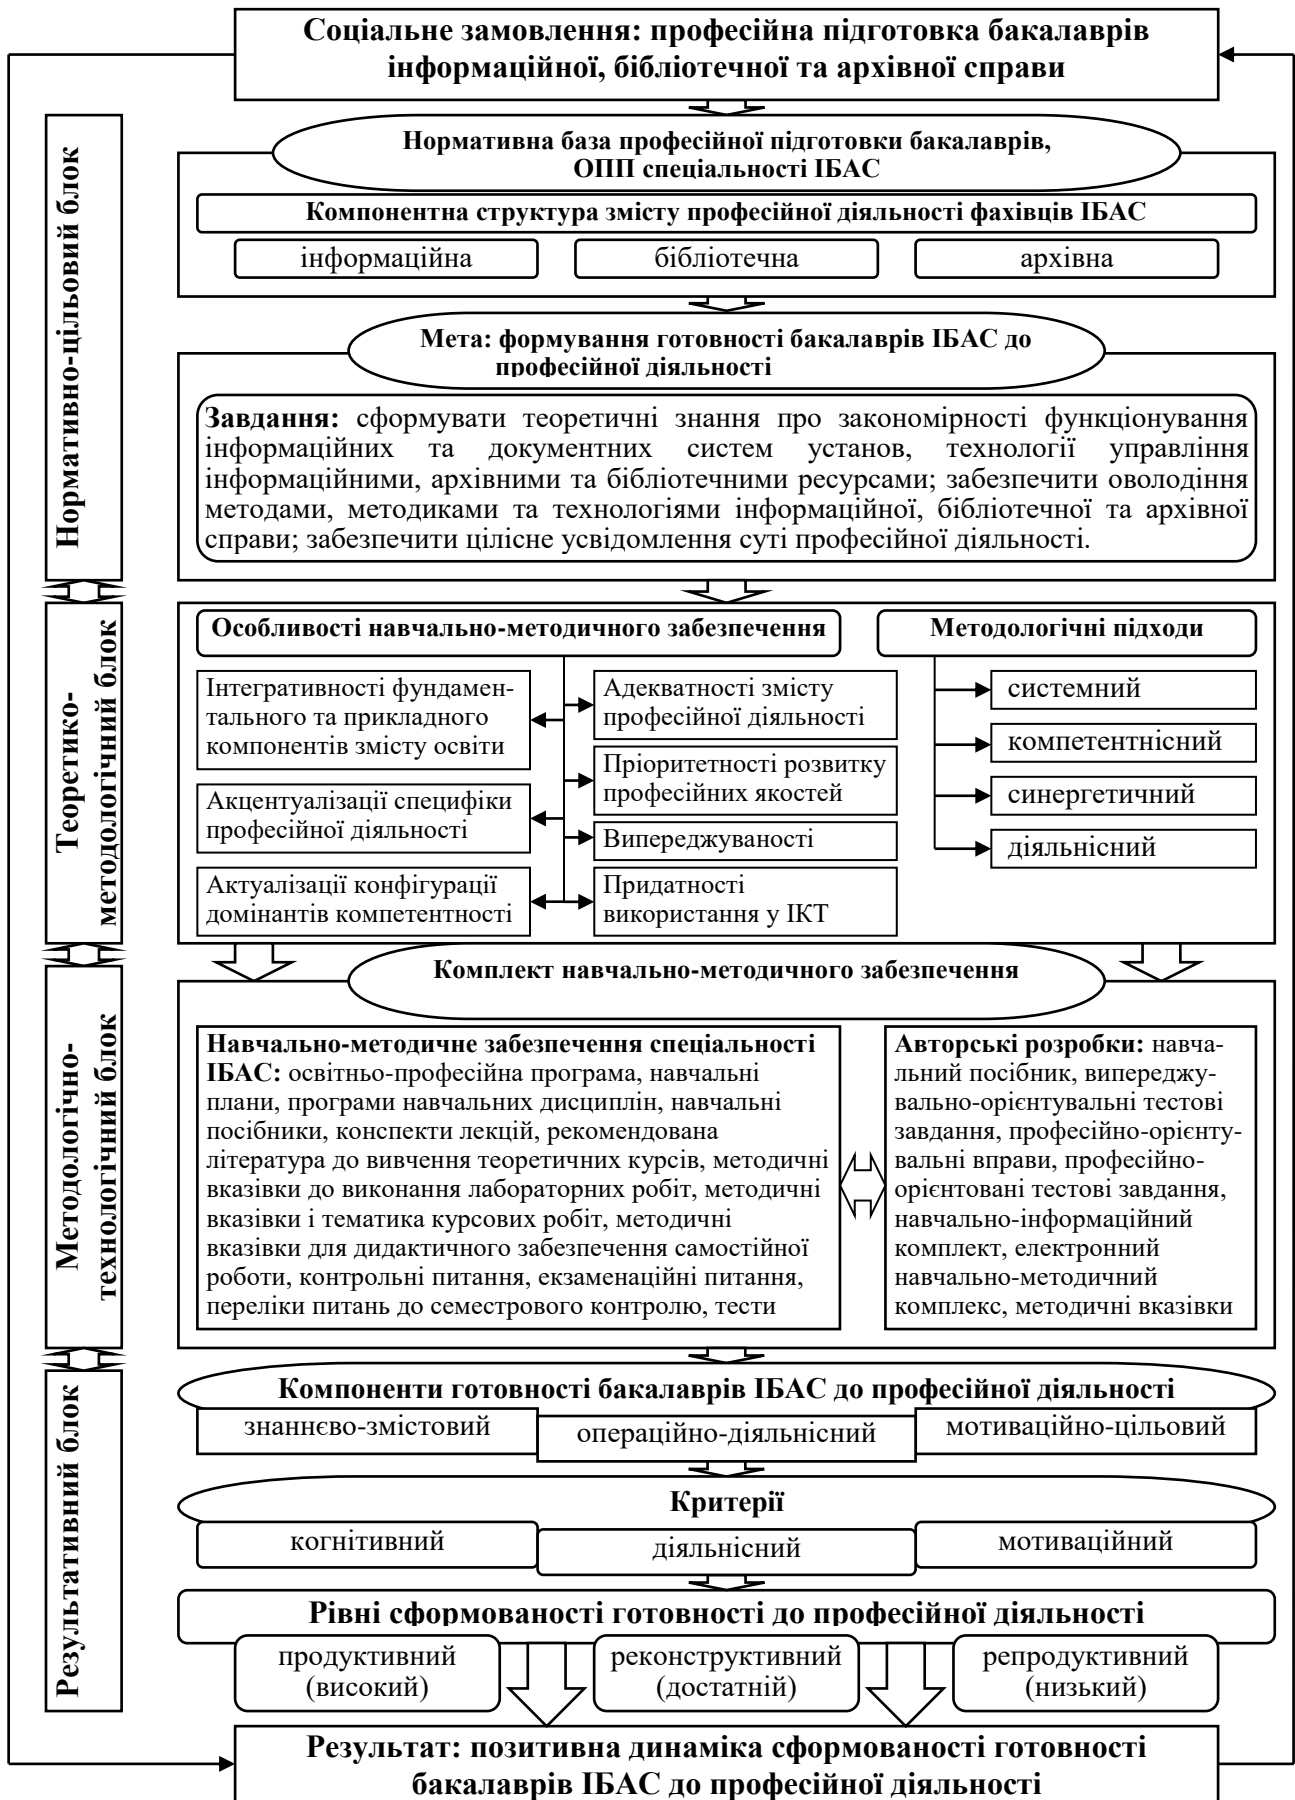 Соціальне замовлення: професійна підготовка бакалаврів
інформаційної, бібліотечної та архівної справи
Нормативно-цільовий блок
Нормативна база професійної підготовки бакалаврів,
ОПП спеціальності ІБАС
Компонентна структура змісту професійної діяльності фахівців ІБАС
інформаційна
бібліотечна
архівна
Мета: формування готовності бакалаврів ІБАС до
професійної діяльності
Завдання: сформувати теоретичні знання про закономірності функціонування
інформаційних та документних систем установ, технології управління
інформаційними, архівними та бібліотечними ресурсами; забезпечити оволодіння
методами, методиками та технологіями інформаційної, бібліотечної та архівної
справи; забезпечити цілісне усвідомлення суті професійної діяльності.
Теоретико-
методологічний блок
Особливості навчально-методичного забезпечення
Інтегративності фундамен-
тального та прикладного
компонентів змісту освіти
Акцентуалізації специфіки
професійної діяльності
Актуалізації конфігурації
домінантів компетентності
Адекватності змісту
професійної діяльності
Пріоритетності розвитку
професійних якостей
Випереджуваності
Придатності
використання у ІКТ
Методологічні підходи
системний
компетентнісний
синергетичний
діяльнісний
Методологічно-
технологічний блок
Комплект навчально-методичного забезпечення
Навчально-методичне забезпечення спеціальності
ІБАС: освітньо-професійна програма, навчальні
плани, програми навчальних дисциплін, навчальні
посібники, конспекти лекцій, рекомендована
література до вивчення теоретичних курсів, методичні
вказівки до виконання лабораторних робіт, методичні
вказівки і тематика курсових робіт, методичні
вказівки для дидактичного забезпечення самостійної
роботи, контрольні питання, екзаменаційні питання,
переліки питань до семестрового контролю, тести
Авторські розробки: навча-
льний посібник, випереджу-
вально-орієнтувальні тестові
завдання, професійно-орієнту-
вальні вправи, професійно-
орієнтовані тестові завдання,
навчально-інформаційний
комплект, електронний
навчально-методичний
комплекс, методичні вказівки
Результативний блок
Компоненти готовності бакалаврів ІБАС до професійної діяльності
знаннєво-змістовий
операційно-діяльнісний
мотиваційно-цільовий
Критерії
когнітивний
діяльнісний
мотиваційний
Рівні сформованості готовності до професійної діяльності
продуктивний
(високий)
реконструктивний
(достатній)
репродуктивний
(низький)
Результат: позитивна динаміка сформованості готовності
бакалаврів ІБАС до професійної діяльності